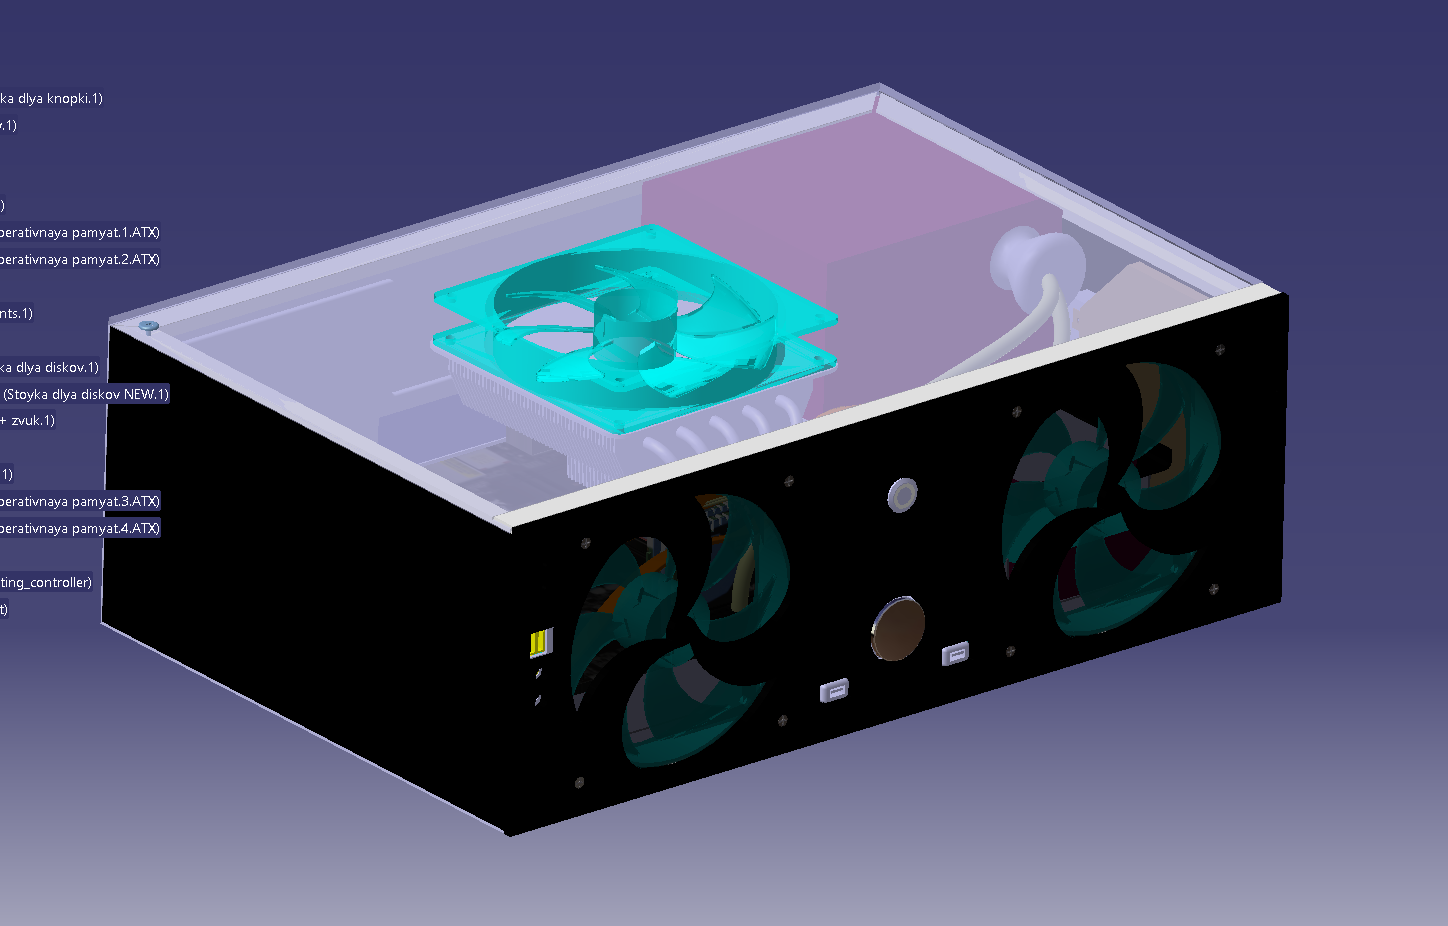 ka dlya knopki.1)
.1)
)
perativnaya pamyat.1.ATX)
perativnaya pamyat.2.ATX)
nts.1)
ka dlya diskov.1)
(Stoyka dlya diskov NEW.1)
+ zvuk.1)
1)
perativnaya pamyat.3.ATX)
perativnaya pamyat.4.ATX)
ting_controller)
t)